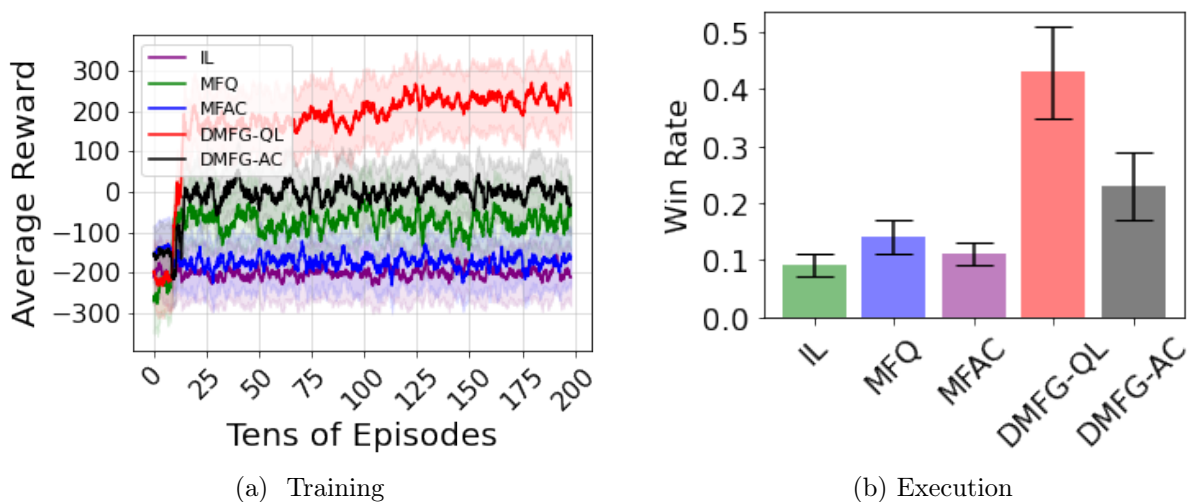 Average Reward
300
200
100
0
−100
−200
−300
IL
MFQ
MFAC
DMFG-QL
DMFG-AC
0
25
50
75
100
125
150
175
200
Tens of Episodes
(a) Training
Win Rate
0.5
0.4
0.3
0.2
0.1
0.0
IL
MFQ
MFAC
DMFG-QL
DMFG-AC
(b) Execution